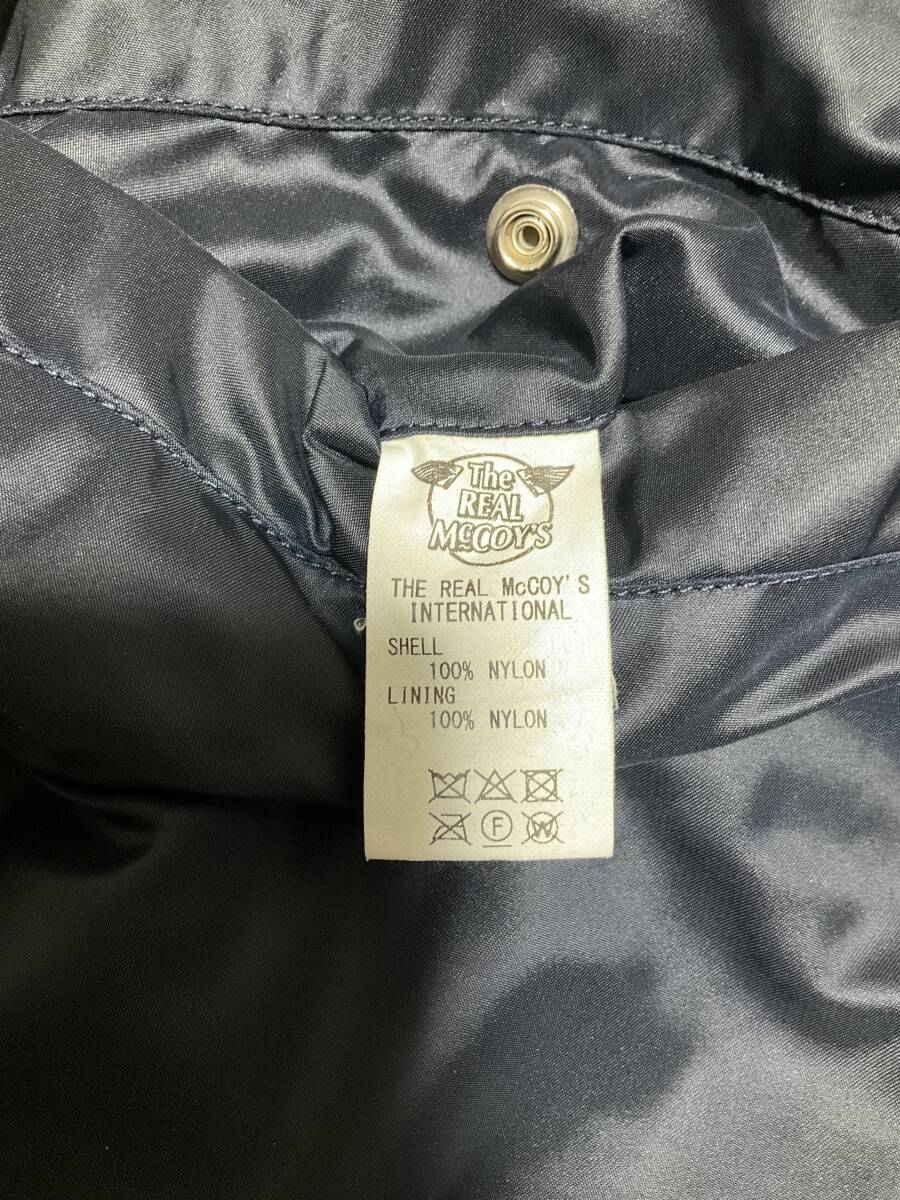 The
REAL
McCOY'S
THE REAL McCOY'S
INTERNATIONAL
SHELL
100% NYLON
LINING
100% NYLON
F W